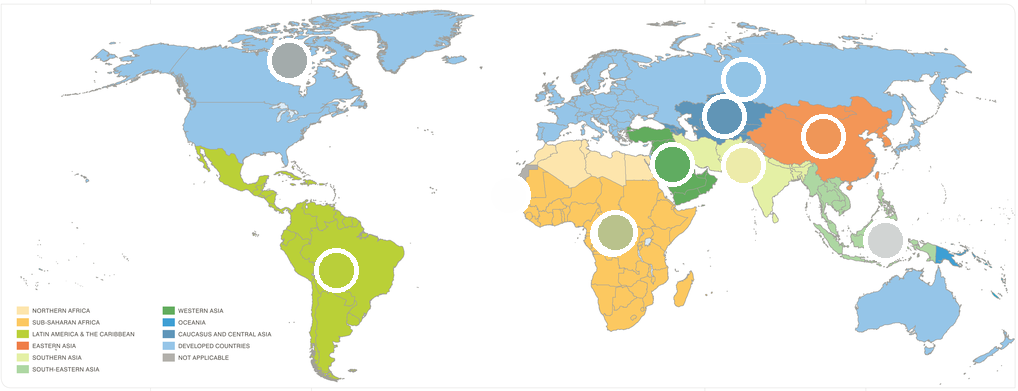 NORTHERN AFRICA
SUB-SAHARAN AFRICA
LATIN AMERICA & THE CARIBBEAN
EASTERN ASIA
SOUTHERN ASIA
SOUTH-EASTERN ASIA
WESTERN ASIA
OCEANIA
CAUCASUS AND CENTRAL ASIA
DEVELOPED COUNTRIES
NOT APPLICABLE